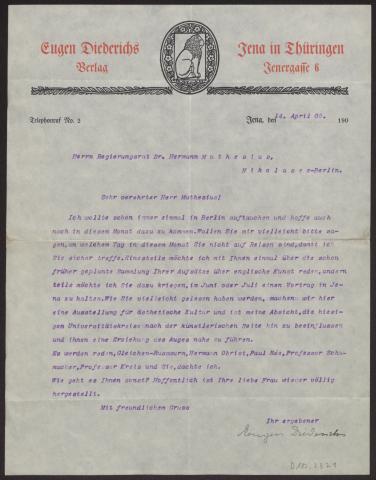 Eugen Diederichs
Verlag
Jena in Thüringen
Jenergasse 6
Telephonruf No. 2
Jena, den 14. April 05. 190
Herrn Regierungsrat Dr. Hermann Muthesius,
Nikolassee-Berlin.
Sehr verehrter Herr Muthesius!
Ich wollte schon immer einmal in Berlin auftauchen und hoffe auch
noch in diesem Monat dazu zu kommen. Wollen Sie mir vielleicht bitte sa-
gen, um welchem Tag in diesem Monat Sie nicht auf Reisen sind, damit ich
Sie sicher treffe. Einesteils möchte ich mit Ihnen einmal über die schon
früher geplante Sammlung Ihrer Aufsätze über englische Kunst reden, andern
teils möchte ich Sie dazu kriegen, im Juni oder Juli einen Vortrag in Je-
na zu halten. Wie Sie vielleicht gelesen haben werden, machen wir hier
eine Ausstellung für ästhetische Kultur und ist meine Absicht, die hiesi-
gen Universitätskreise nach der künstlerischen Seite hin zu beeinflussen
und ihnen eine Erziehung des Auges nahe zu führen.
Es werden reden, Gleichen-Russwurm, Hermann Obrist, Paul Rée, Professor Schu-
macher, Professor Kreis und Sie, dachte ich.
Wie geht es Ihnen sonst? Hoffentlich ist Ihre liebe Frau wieder völlig
hergestellt.
Mit freundlichen Gruss
Ihr ergebener
Eugen Diederichs